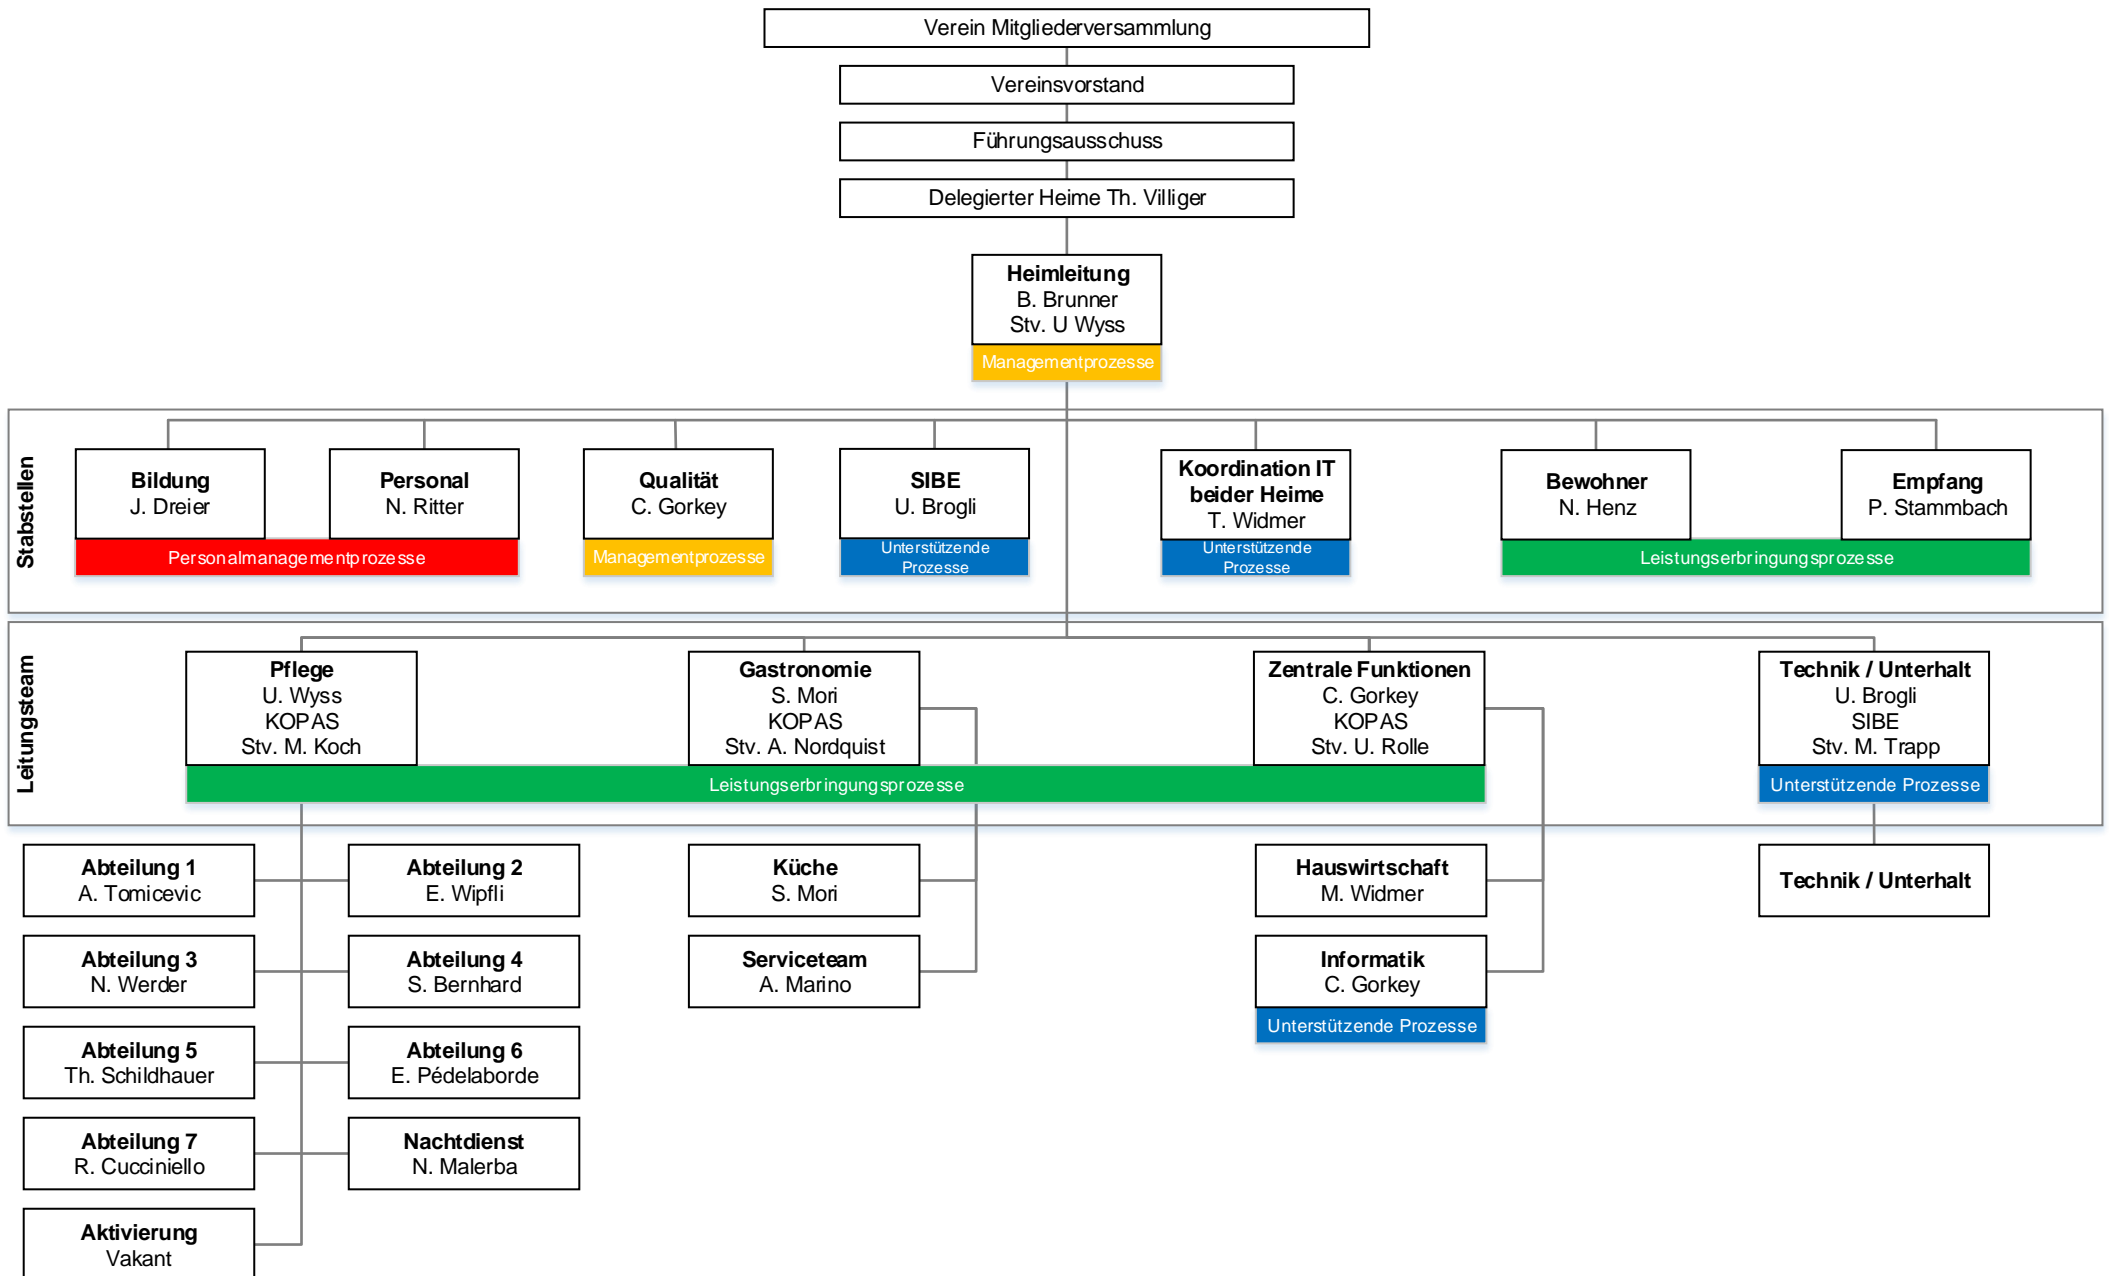 Verein Mitgliederversammlung
Vereinsvorstand
Führungsausschuss
Delegierter Heime Th. Villiger
Heimleitung
B. Brunner
Stv. U Wyss
Managementprozesse
Stabstellen
Bildung
J. Dreier
Personal
N. Ritter
Personalmanagementprozesse
Qualität
C. Gorkey
Managementprozesse
SIBE
U. Brogli
Unterstützende
Prozesse
Koordination IT
beider Heime
T. Widmer
Unterstützende
Prozesse
Bewohner
N. Henz
Empfang
P. Stammbach
Leistungserbringungsprozesse
Leitungsteam
Pflege
U. Wyss
KOPAS
Stv. M. Koch
Gastronomie
S. Mori
KOPAS
Stv. A. Nordquist
Zentrale Funktionen
C. Gorkey
KOPAS
Stv. U. Rolle
Leistungserbringungsprozesse
Technik / Unterhalt
U. Brogli
SIBE
Stv. M. Trapp
Unterstützende Prozesse
Abteilung 1
A. Tomicevic
Abteilung 2
E. Wipfli
Abteilung 3
N. Werder
Abteilung 4
S. Bernhard
Abteilung 5
Th. Schildhauer
Abteilung 6
E. Pédelaborde
Abteilung 7
R. Cucciniello
Nachtdienst
N. Malerba
Aktivierung
Vakant
Küche
S. Mori
Serviceteam
A. Marino
Hauswirtschaft
M. Widmer
Informatik
C. Gorkey
Unterstützende Prozesse
Technik / Unterhalt